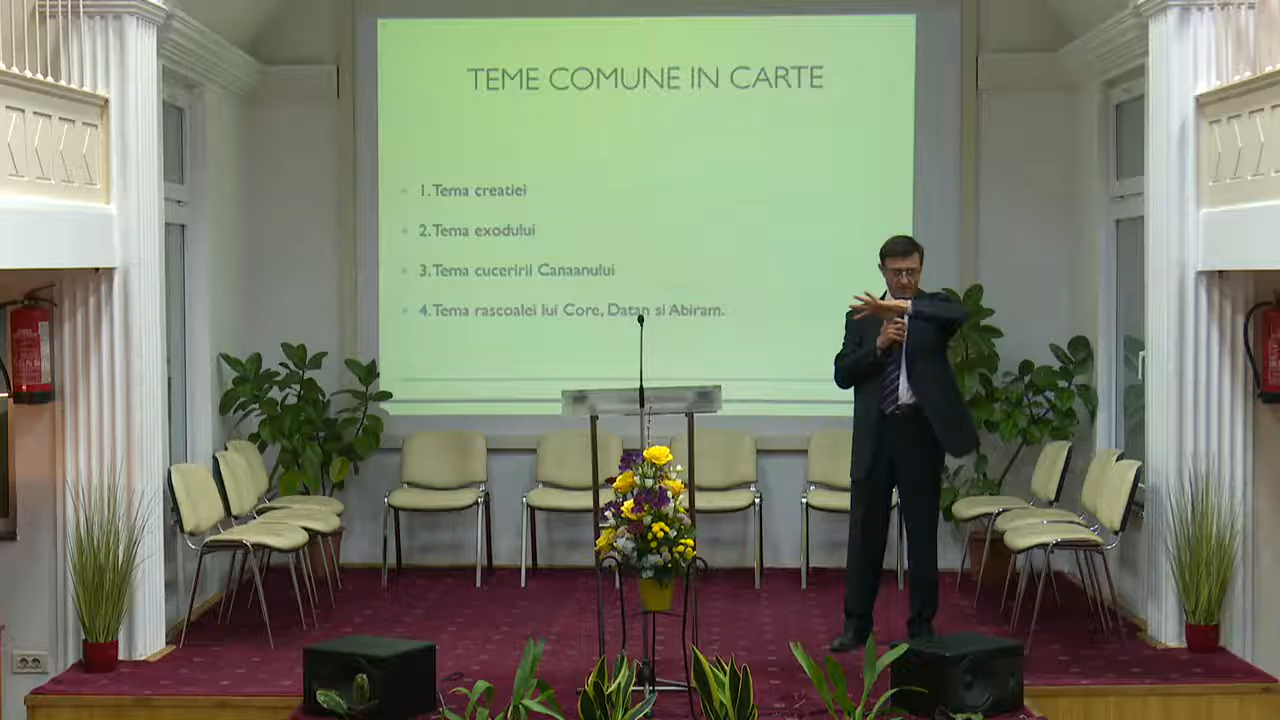 TEME COMUNE IN CARTE
1. Tema creatiei
2. Tema exodului
3. Tema cuceririi Canaanului
4. Tema rascoalei lui Core, Datan si Abiram.